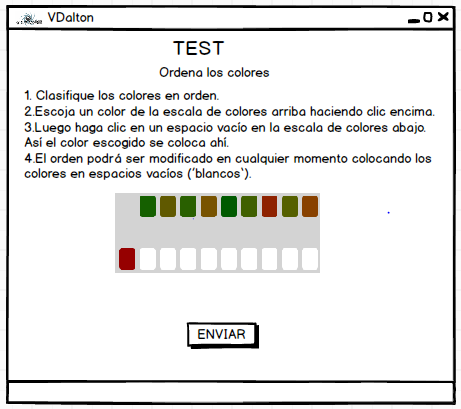 VDalton
TEST
Ordena los colores
1. Clasifique los colores en orden.
2.Escoja un color de la escala de colores arriba haciendo clic encima.
3.Luego haga clic en un espacio vacío en la escala de colores abajo.
Así el color escogido se coloca ahí.
4.El orden podrá ser modificado en cualquier momento colocando los
colores en espacios vacíos ('blancos').
ENVIAR